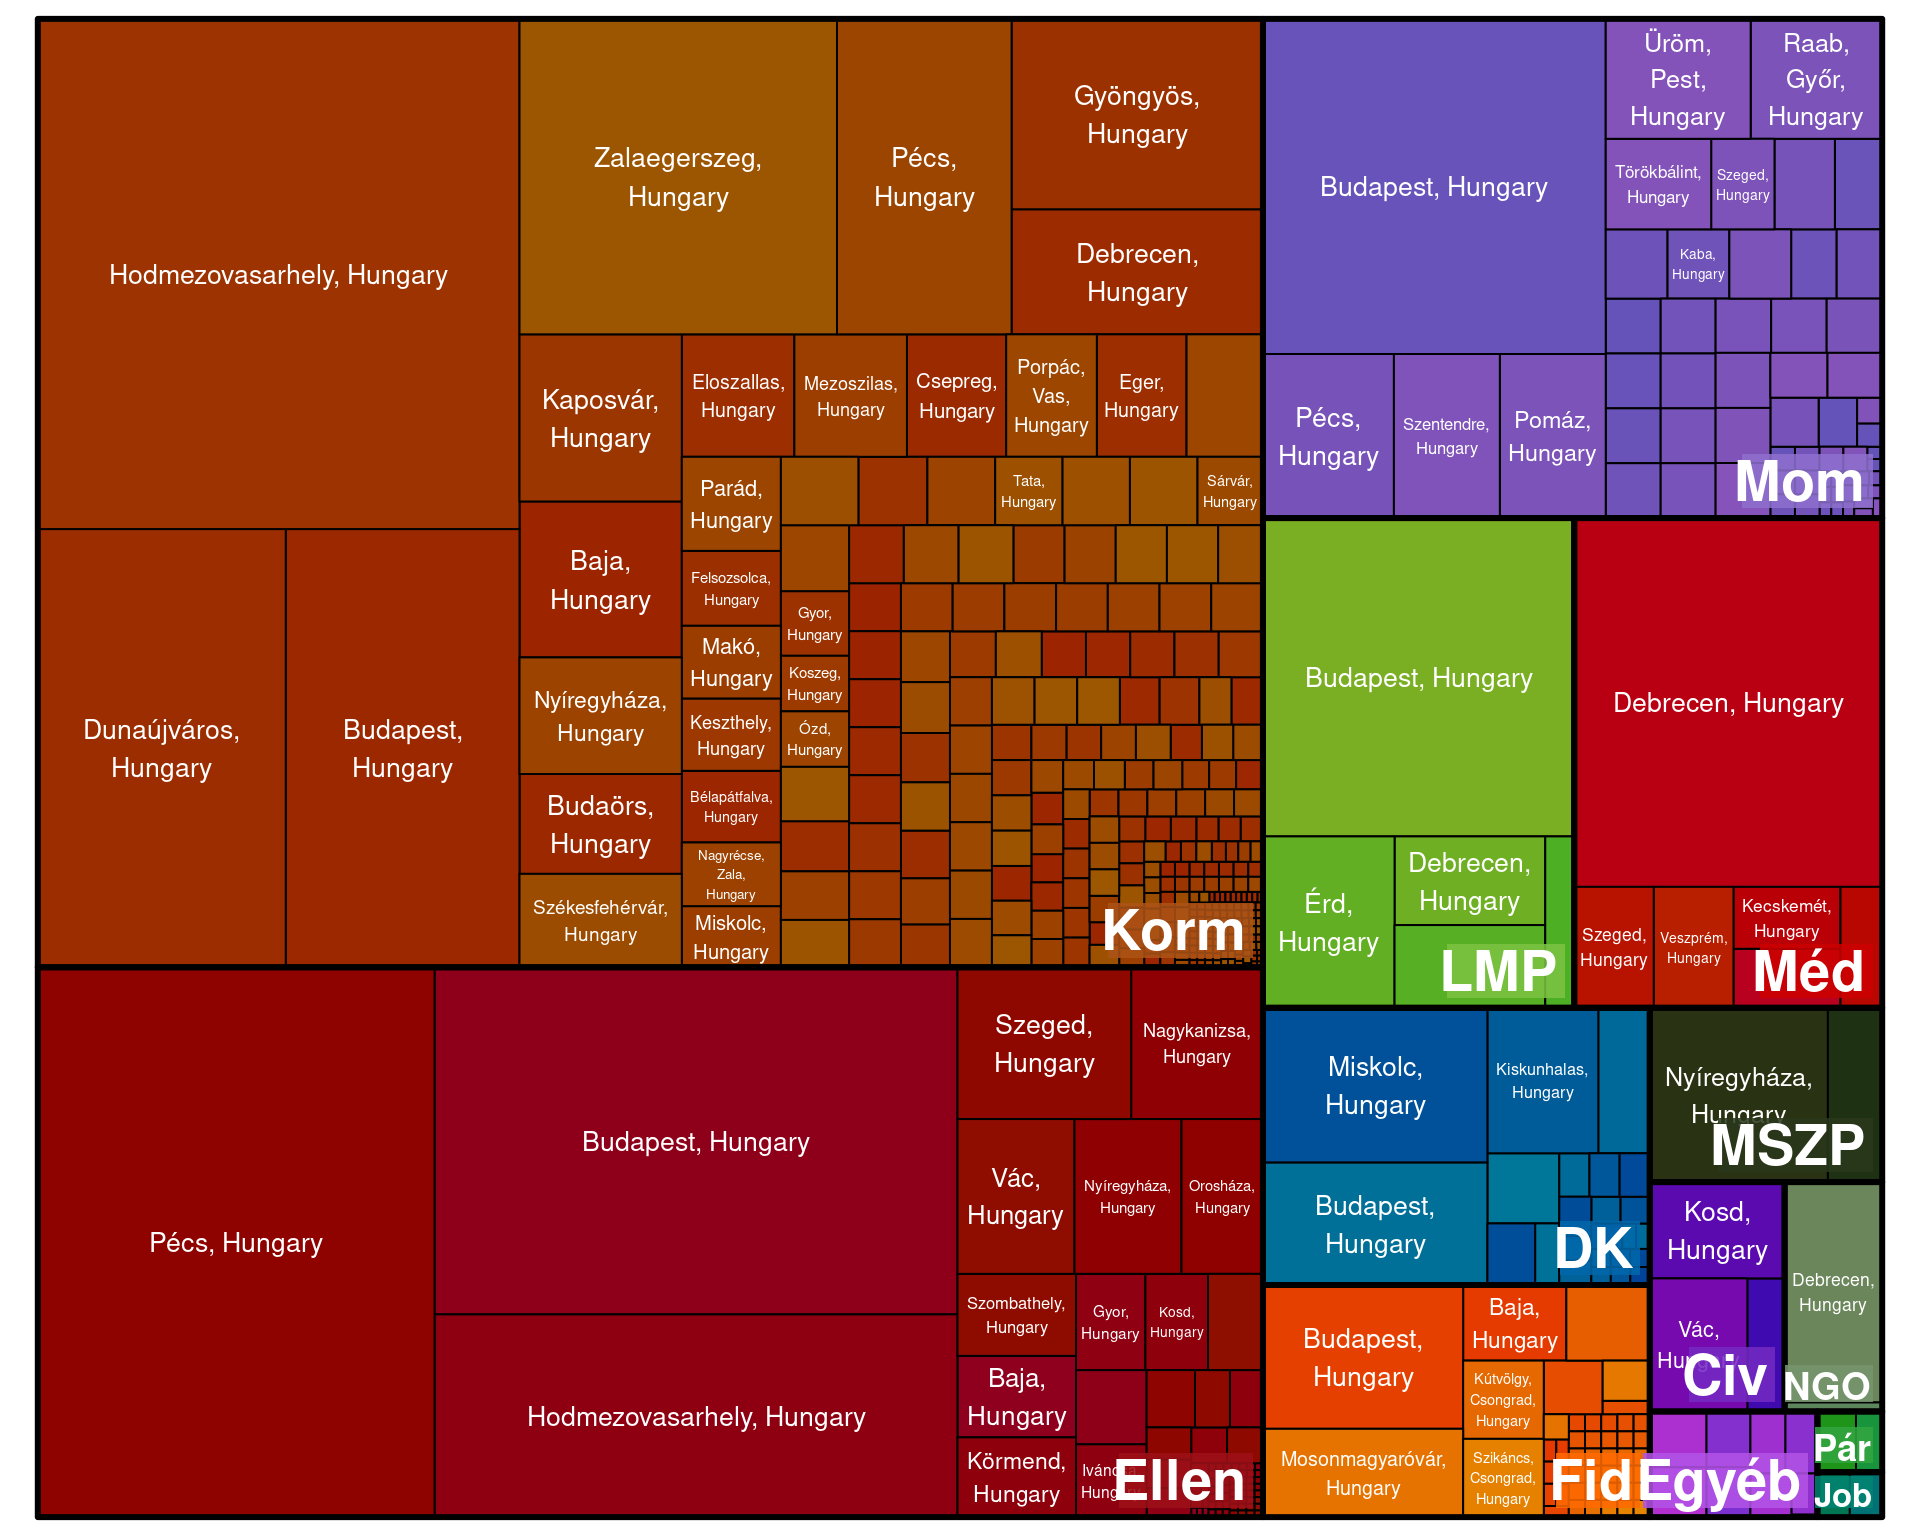 Hodmezovasarhely, Hungary
Dunaújváros,
Hungary
Budapest,
Hungary
Zalaegerszeg,
Hungary
Pécs,
Hungary
Gyöngyös,
Hungary
Debrecen,
Hungary
Kaposvár,
Hungary
Baja,
Hungary
Nyíregyháza,
Hungary
Budaörs,
Hungary
Székesfehérvár,
Hungary
Eloszallas,
Hungary
Mezoszilas,
Hungary
Csepreg,
Hungary
Porpác,
Vas,
Hungary
Eger,
Hungary
Parád,
Hungary
Felsozsolca,
Hungary
Makó,
Hungary
Keszthely,
Hungary
Bélapátfalva,
Hungary
Nagyrécse,
Zala,
Hungary
Miskolc,
Hungary
Tata,
Hungary
Sárvár,
Hungary
Gyor,
Hungary
Koszeg,
Hungary
Ózd,
Hungary
Korm
Pécs, Hungary
Budapest, Hungary
Hodmezovasarhely, Hungary
Szeged,
Hungary
Nagykanizsa,
Hungary
Vác,
Hungary
Nyíregyháza,
Hungary
Orosháza,
Hungary
Szombathely,
Hungary
Gyor,
Hungary
Kosd,
Hungary
Baja,
Hungary
Körmend,
Hungary
Ellen
Budapest, Hungary
Üröm,
Pest,
Hungary
Raab,
Győr,
Hungary
Törökbálint,
Hungary
Szeged,
Hungary
Kaba,
Hungary
Pécs,
Hungary
Szentendre,
Hungary
Pomáz,
Hungary
Mom
Budapest, Hungary
Érd,
Hungary
Debrecen,
Hungary
LMP
Debrecen, Hungary
Szeged,
Hungary
Veszprém,
Hungary
Kecskemét,
Hungary
Méd
Miskolc,
Hungary
Kiskunhalas,
Hungary
Budapest,
Hungary
DK
Nyíregyháza,
Hungary
MSZP
Kosd,
Hungary
Vác,
Civ
Debrecen,
Hungary
NGO
Budapest,
Hungary
Baja,
Hungary
Kútvölgy,
Csongrad,
Hungary
Mosonmagyaróvár,
Hungary
Szikáncs,
Csongrad,
Hungary
Fid
Egyéb
Pár
Job